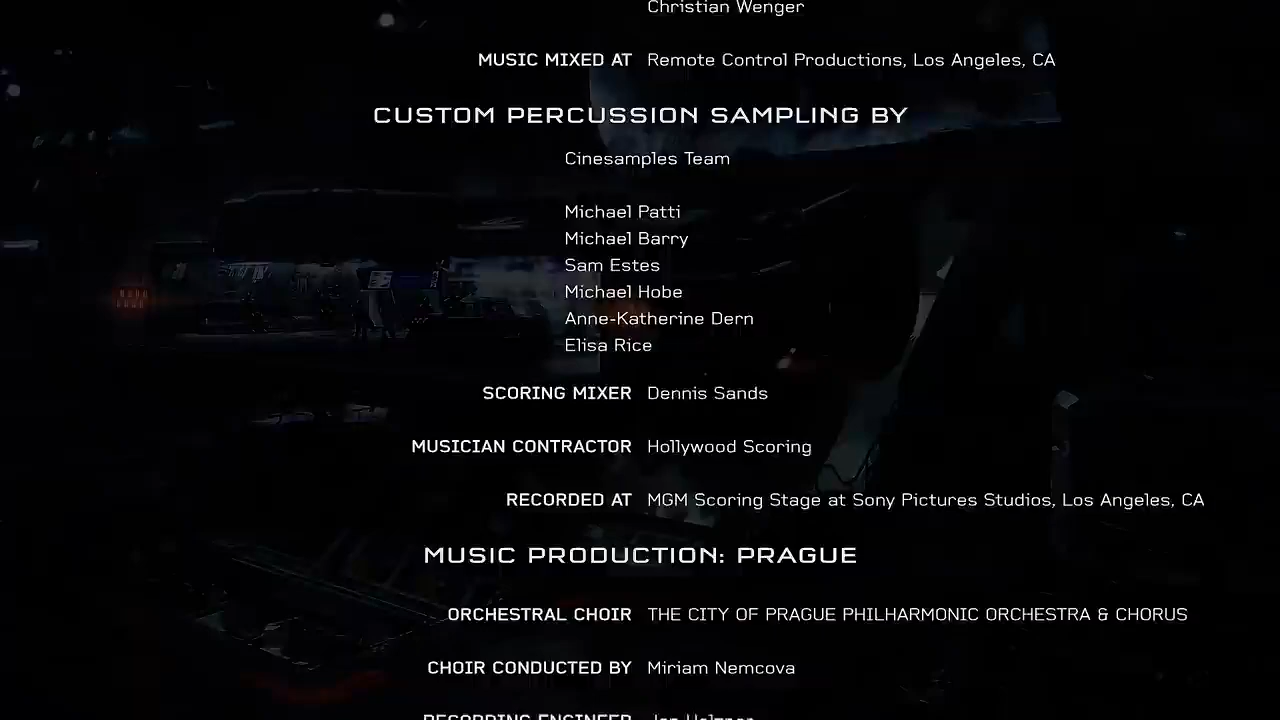 Christian Wenger
MUSIC MIXED AT Remote Control Productions, Los Angeles, CA
CUSTOM PERCUSSION SAMPLING BY
Cinesamples Team
Michael Patti
Michael Barry
Sam Estes
Michael Hobe
Anne-Katherine Dern
Elisa Rice
SCORING MIXER Dennis Sands
MUSICIAN CONTRACTOR Hollywood Scoring
RECORDED AT MGM Scoring Stage at Sony Pictures Studios, Los Angeles, CA
MUSIC PRODUCTION: PRAGUE
ORCHESTRAL CHOIR THE CITY OF PRAGUE PHILHARMONIC ORCHESTRA & CHORUS
CHOIR CONDUCTED BY Miriam Nemcova
RECORDING ENGINEER